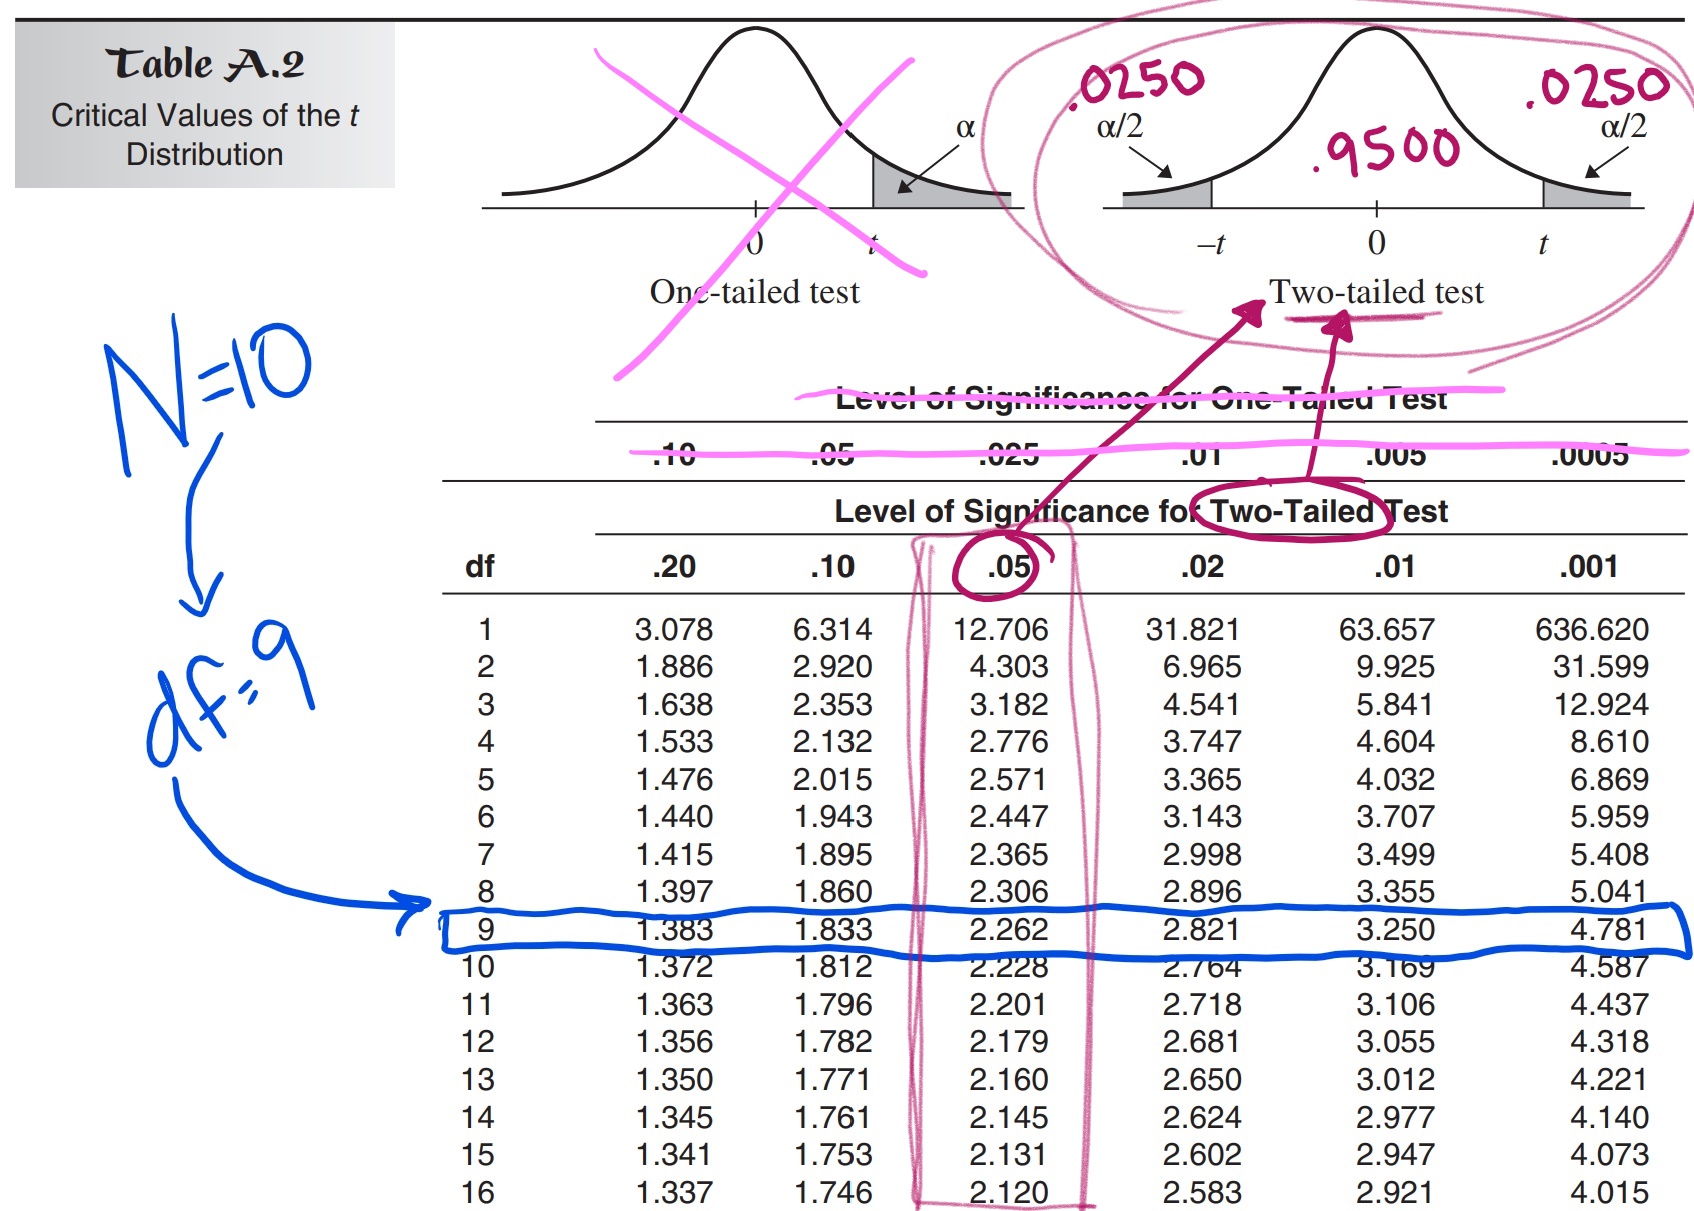 Table A.2
Critical Values of the t
Distribution
.0250
.0250
α
α/2
α/2
.9500
0
t
–t
0
t
One-tailed test
Two-tailed test
N=10
df=9
Level of Significance for One-Tailed Test
.10 .05 .025 .01 .005 .0005
Level of Significance for Two-Tailed Test
df .20 .10 .05 .02 .01 .001
1 3.078 6.314 12.706 31.821 63.657 636.620
2 1.886 2.920 4.303 6.965 9.925 31.599
3 1.638 2.353 3.182 4.541 5.841 12.924
4 1.533 2.132 2.776 3.747 4.604 8.610
5 1.476 2.015 2.571 3.365 4.032 6.869
6 1.440 1.943 2.447 3.143 3.707 5.959
7 1.415 1.895 2.365 2.998 3.499 5.408
8 1.397 1.860 2.306 2.896 3.355 5.041
9 1.383 1.833 2.262 2.821 3.250 4.781
10 1.372 1.812 2.228 2.764 3.169 4.587
11 1.363 1.796 2.201 2.718 3.106 4.437
12 1.356 1.782 2.179 2.681 3.055 4.318
13 1.350 1.771 2.160 2.650 3.012 4.221
14 1.345 1.761 2.145 2.624 2.977 4.140
15 1.341 1.753 2.131 2.602 2.947 4.073
16 1.337 1.746 2.120 2.583 2.921 4.015